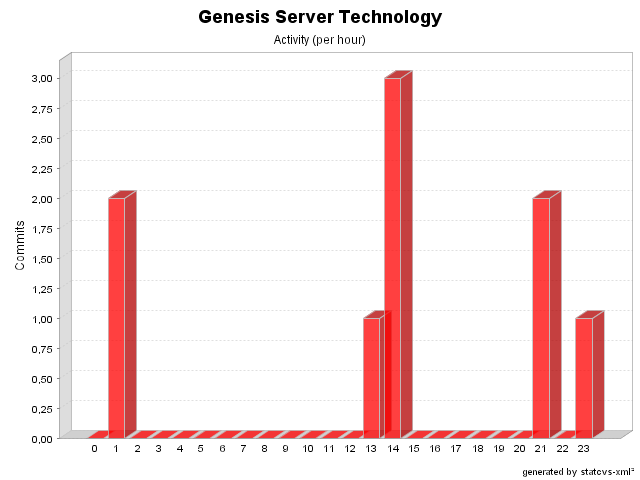 Genesis Server Technology
Activity (per hour)
3,00
2,75
2,50
2,25
2,00
1,75
1,50
1,25
1,00
0,75
0,50
0,25
0,00
Commits
0 1 2 3 4 5 6 7 8 9 10 11 12 13 14 15 16 17 18 19 20 21 22 23
generated by statcvs-xml²